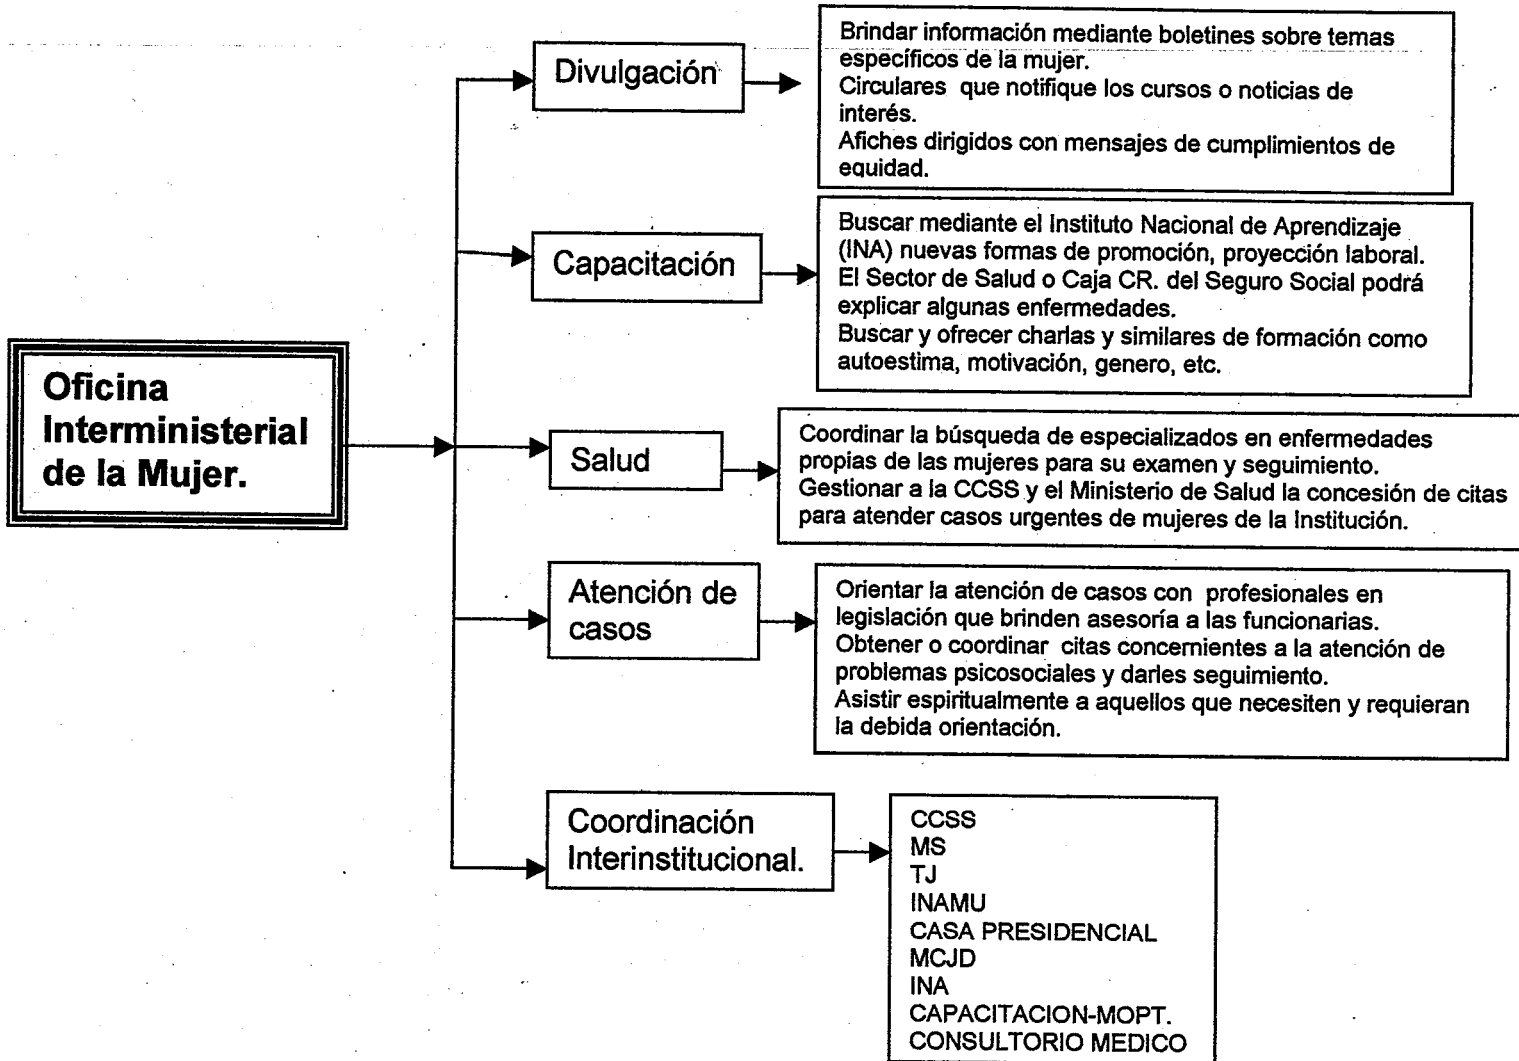 Oficina
Interministerial
de la Mujer.
Divulgación
Brindar información mediante boletines sobre temas
específicos de la mujer.
Circulares que notifique los cursos o noticias de
interés.
Afiches dirigidos con mensajes de cumplimientos de
equidad.
Capacitación
Buscar mediante el Instituto Nacional de Aprendizaje
(INA) nuevas formas de promoción, proyección laboral.
El Sector de Salud o Caja CR. del Seguro Social podrá
explicar algunas enfermedades.
Buscar y ofrecer charlas y similares de formación como
autoestima, motivación, genero, etc.
Salud
Coordinar la búsqueda de especializados en enfermedades
propias de las mujeres para su examen y seguimiento.
Gestionar a la CCSS y el Ministerio de Salud la concesión de citas
para atender casos urgentes de mujeres de la Institución.
Atención de
casos
Orientar la atención de casos con profesionales en
legislación que brinden asesoría a las funcionarias.
Obtener o coordinar citas concernientes a la atención de
problemas psicosociales y darles seguimiento.
Asistir espiritualmente a aquellos que necesiten y requieran
la debida orientación.
Coordinación
Interinstitucional.
CCSS
MS
TJ
INAMU
CASA PRESIDENCIAL
MCJD
INA
CAPACITACION-MOPT.
CONSULTORIO MEDICO